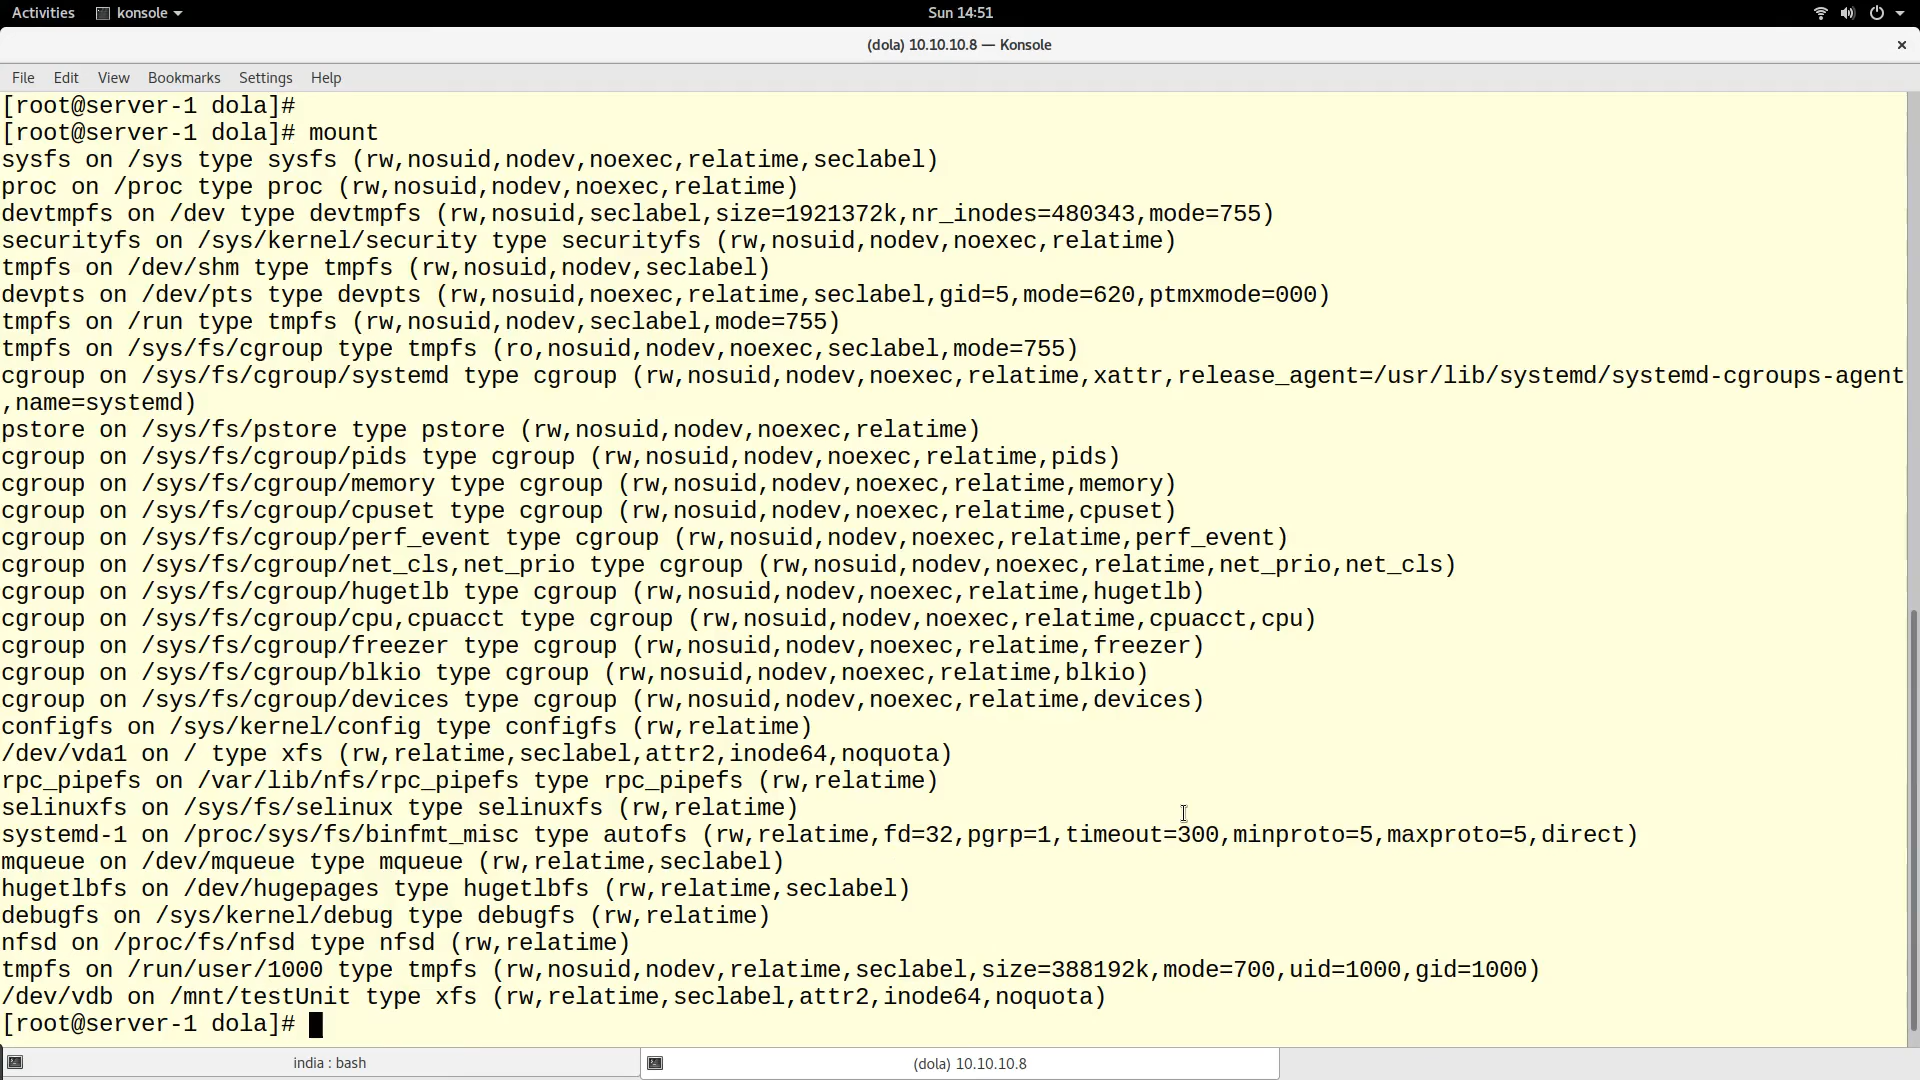 Activities konsole Sun 14:51
(dola) 10.10.10.8 — Konsole ×
File Edit View Bookmarks Settings Help
[root@server-1 dola]#
[root@server-1 dola]# mount
sysfs on /sys type sysfs (rw,nosuid,nodev,noexec,relatime,seclabel)
proc on /proc type proc (rw,nosuid,nodev,noexec,relatime)
devtmpfs on /dev type devtmpfs (rw,nosuid,seclabel,size=1921372k,nr_inodes=480343,mode=755)
securityfs on /sys/kernel/security type securityfs (rw,nosuid,nodev,noexec,relatime)
tmpfs on /dev/shm type tmpfs (rw,nosuid,nodev,seclabel)
devpts on /dev/pts type devpts (rw,nosuid,noexec,relatime,seclabel,gid=5,mode=620,ptmxmode=000)
tmpfs on /run type tmpfs (rw,nosuid,nodev,seclabel,mode=755)
tmpfs on /sys/fs/cgroup type tmpfs (ro,nosuid,nodev,noexec,seclabel,mode=755)
cgroup on /sys/fs/cgroup/systemd type cgroup (rw,nosuid,nodev,noexec,relatime,xattr,release_agent=/usr/lib/systemd/systemd-cgroups-agent
,name=systemd)
pstore on /sys/fs/pstore type pstore (rw,nosuid,nodev,noexec,relatime)
cgroup on /sys/fs/cgroup/pids type cgroup (rw,nosuid,nodev,noexec,relatime,pids)
cgroup on /sys/fs/cgroup/memory type cgroup (rw,nosuid,nodev,noexec,relatime,memory)
cgroup on /sys/fs/cgroup/cpuset type cgroup (rw,nosuid,nodev,noexec,relatime,cpuset)
cgroup on /sys/fs/cgroup/perf_event type cgroup (rw,nosuid,nodev,noexec,relatime,perf_event)
cgroup on /sys/fs/cgroup/net_cls,net_prio type cgroup (rw,nosuid,nodev,noexec,relatime,net_prio,net_cls)
cgroup on /sys/fs/cgroup/hugetlb type cgroup (rw,nosuid,nodev,noexec,relatime,hugetlb)
cgroup on /sys/fs/cgroup/cpu,cpuacct type cgroup (rw,nosuid,nodev,noexec,relatime,cpuacct,cpu)
cgroup on /sys/fs/cgroup/freezer type cgroup (rw,nosuid,nodev,noexec,relatime,freezer)
cgroup on /sys/fs/cgroup/blkio type cgroup (rw,nosuid,nodev,noexec,relatime,blkio)
cgroup on /sys/fs/cgroup/devices type cgroup (rw,nosuid,nodev,noexec,relatime,devices)
configfs on /sys/kernel/config type configfs (rw,relatime)
/dev/vda1 on / type xfs (rw,relatime,seclabel,attr2,inode64,noquota)
rpc_pipefs on /var/lib/nfs/rpc_pipefs type rpc_pipefs (rw,relatime)
selinuxfs on /sys/fs/selinux type selinuxfs (rw,relatime)
systemd-1 on /proc/sys/fs/binfmt_misc type autofs (rw,relatime,fd=32,pgrp=1,timeout=300,minproto=5,maxproto=5,direct)
mqueue on /dev/mqueue type mqueue (rw,relatime,seclabel)
hugetlbfs on /dev/hugepages type hugetlbfs (rw,relatime,seclabel)
debugfs on /sys/kernel/debug type debugfs (rw,relatime)
nfsd on /proc/fs/nfsd type nfsd (rw,relatime)
tmpfs on /run/user/1000 type tmpfs (rw,nosuid,nodev,relatime,seclabel,size=388192k,mode=700,uid=1000,gid=1000)
/dev/vdb on /mnt/testUnit type xfs (rw,relatime,seclabel,attr2,inode64,noquota)
[root@server-1 dola]#
india : bash (dola) 10.10.10.8